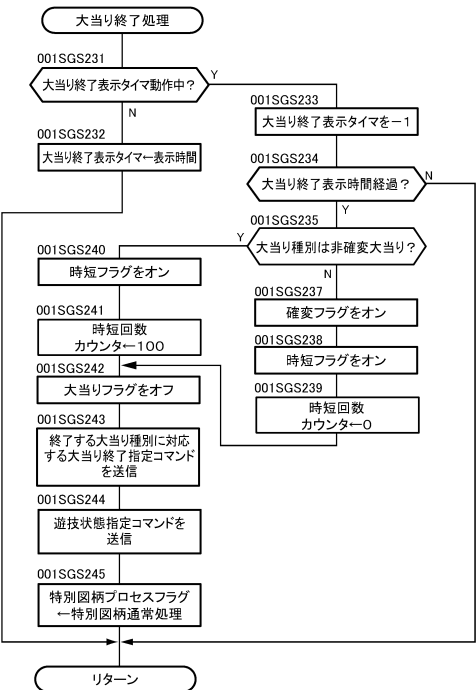 大当り終了処理
001SGS231
大当り終了表示タイマ動作中？
Y
N
001SGS232
大当り終了表示タイマ←表示時間
001SGS233
大当り終了表示タイマを－1
001SGS234
大当り終了表示時間経過？
N
Y
001SGS235
大当り種別は非確変大当り？
Y
N
001SGS237
確変フラグをオン
001SGS238
時短フラグをオン
001SGS239
時短回数
カウンタ←0
001SGS240
時短フラグをオン
001SGS241
時短回数
カウンタ←100
001SGS242
大当りフラグをオフ
001SGS243
終了する大当り種別に対応
する大当り終了指定コマンド
を送信
001SGS244
遊技状態指定コマンドを
送信
001SGS245
特別図柄プロセスフラグ
←特別図柄通常処理
リターン